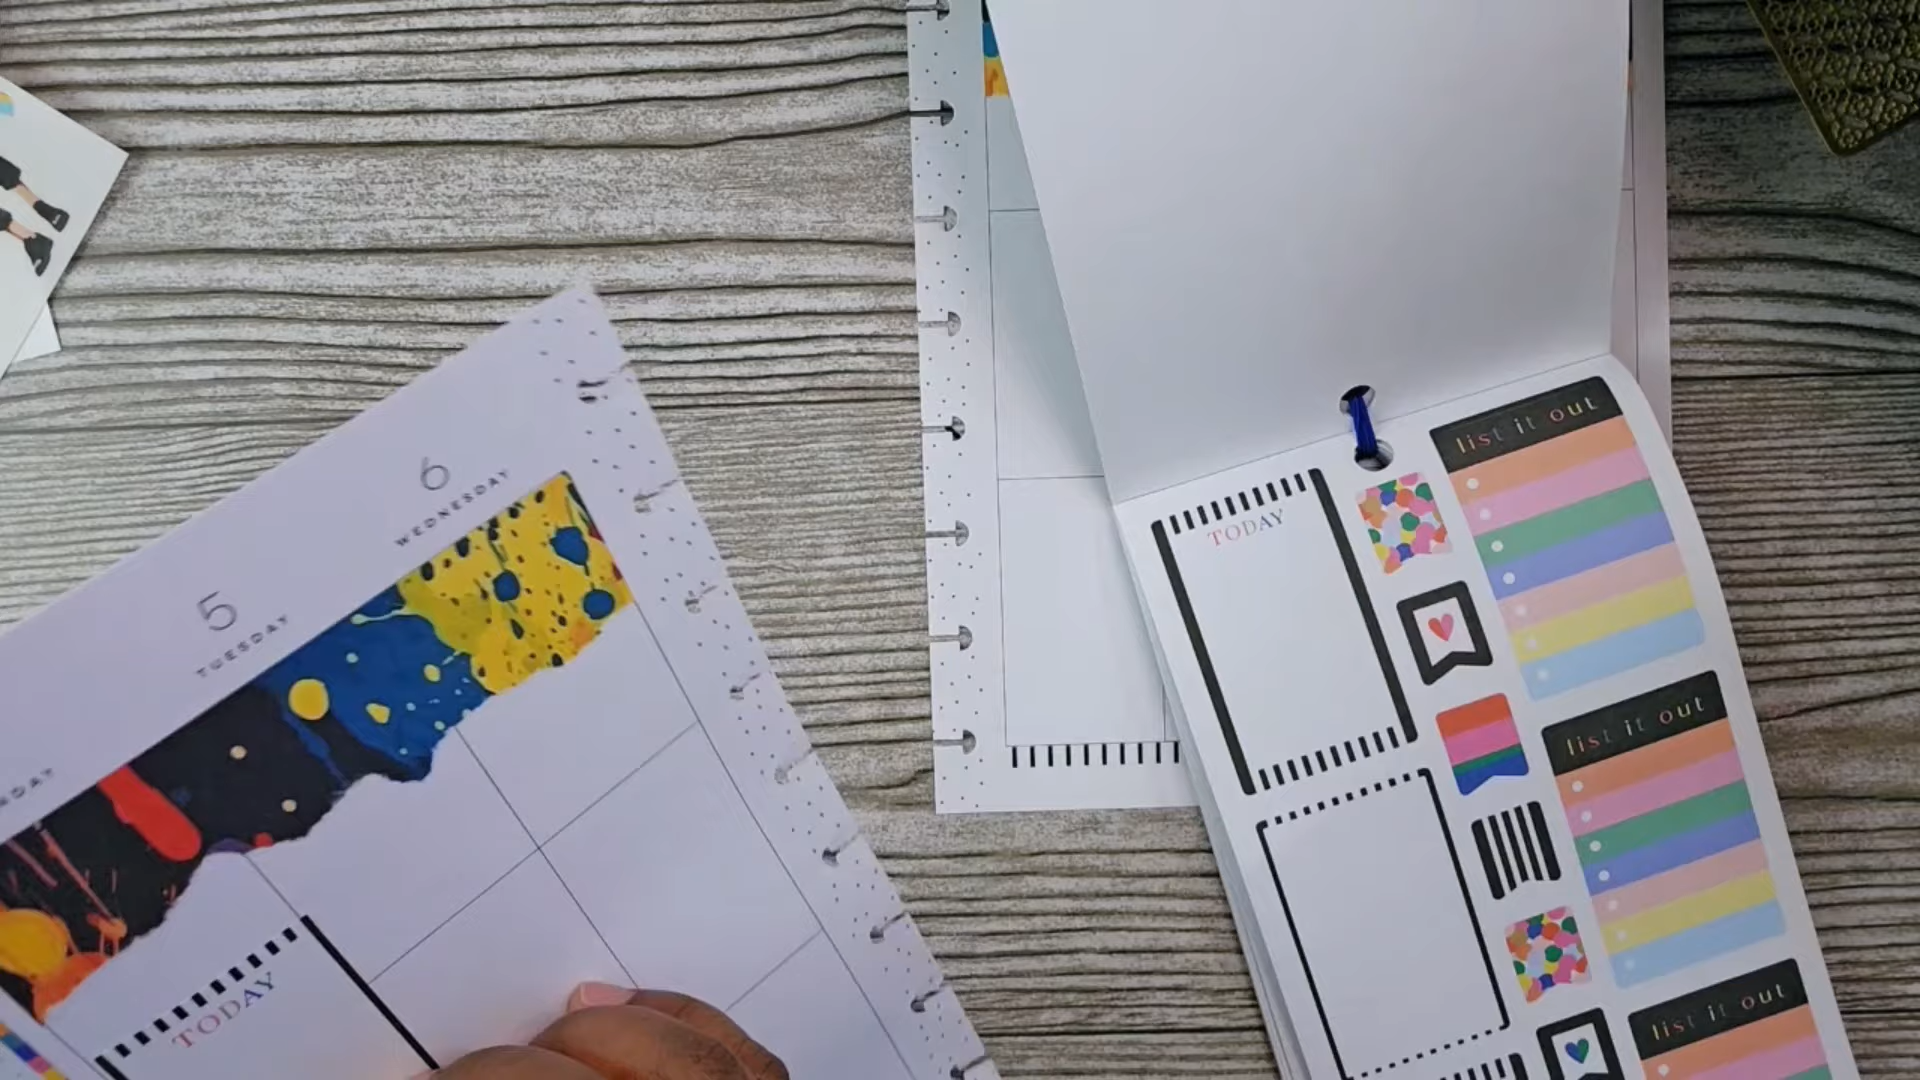 6
WEDNESDAY
5
TUESDAY
TODAY
TODAY
list it out
list it out
list it out